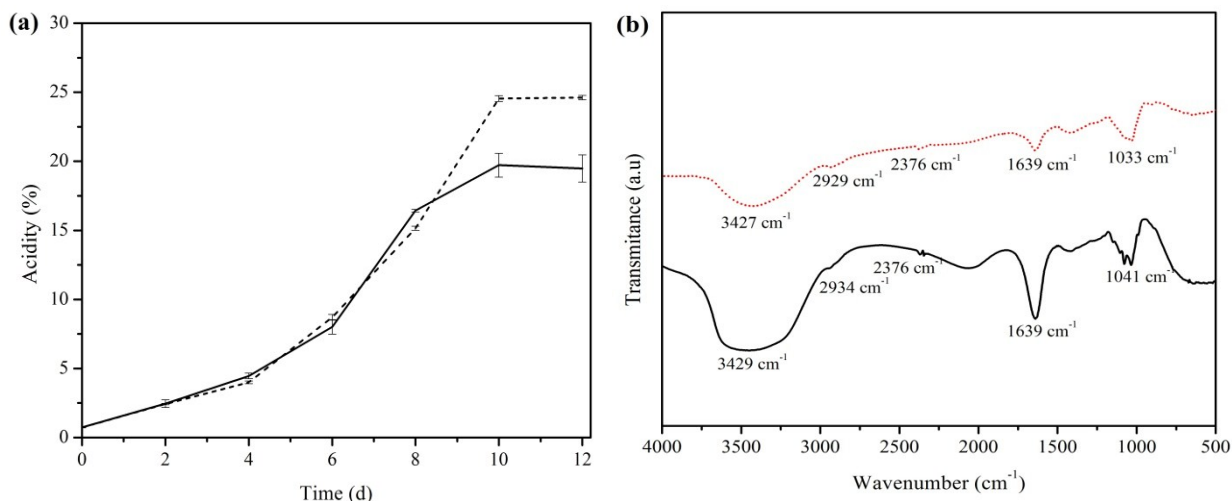 (a)
30
25
20
15
10
5
0
Acidity (%)
0 2 4 6 8 10 12
Time (d)
(b)
Transmitance (a.u)
2929 cm⁻¹
2376 cm⁻¹
1639 cm⁻¹
1033 cm⁻¹
3427 cm⁻¹
2934 cm⁻¹
2376 cm⁻¹
1041 cm⁻¹
1639 cm⁻¹
3429 cm⁻¹
4000 3500 3000 2500 2000 1500 1000 500
Wavenumber (cm⁻¹)